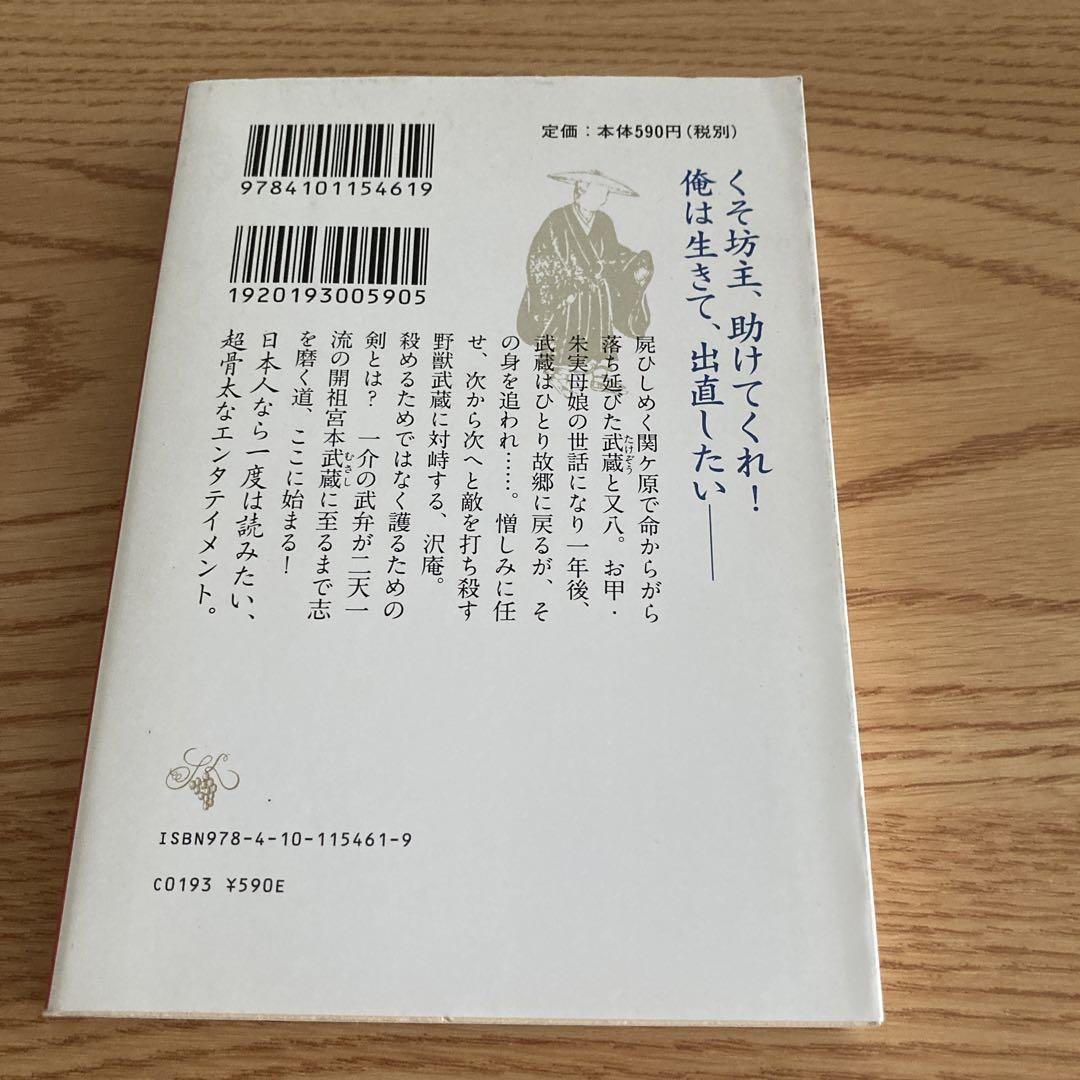 9784101154619
1920193005905
定価：本体590円（税別）
くそ坊主、助けてくれ！
俺は生きて、出直したい――
屍ひしめく関ヶ原で命からがら
落ち延びた武蔵と又八。お甲・
たけぞう
朱実母娘の世話になり一年後、
武蔵はひとり故郷に戻るが、そ
の身を追われ……。憎しみに任
せ、次から次へと敵を打ち殺す
野獣武蔵に対峙する、沢庵。
殺めるためではなく護るための
剣とは？　一介の武弁が二天一
流の開祖宮本武蔵に至るまで志
むさし
を磨く道、ここに始まる！
日本人なら一度は読みたい、
超骨太なエンタテイメント。
ISBN978-4-10-115461-9
C0193 ¥590E